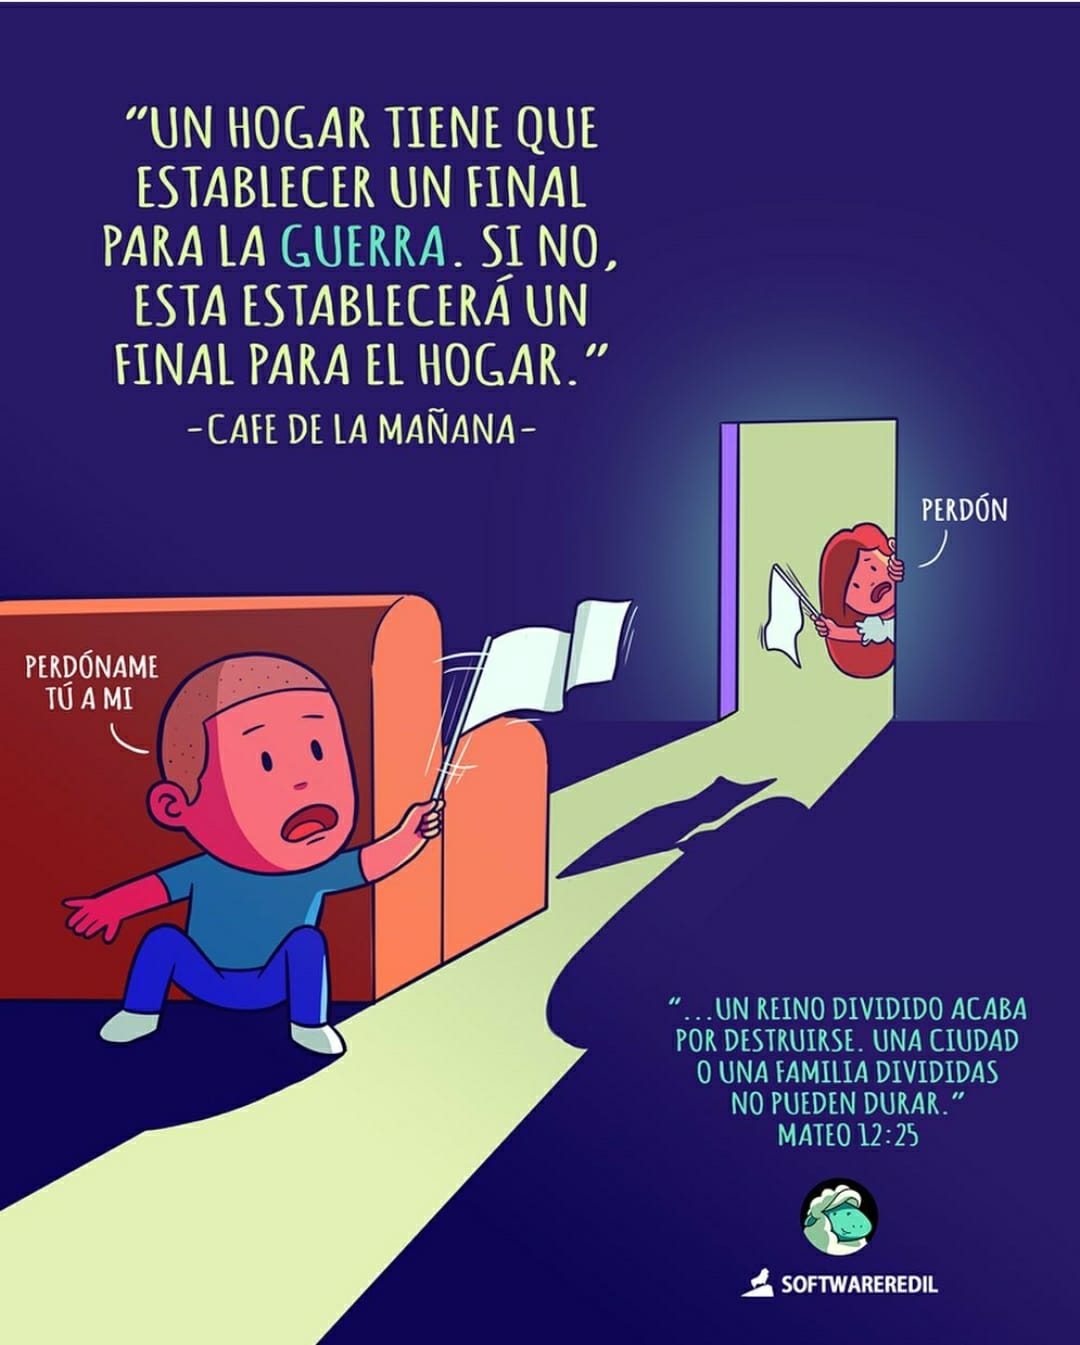 “UN HOGAR TIENE QUE
ESTABLECER UN FINAL
PARA LA GUERRA. SI NO,
ESTA ESTABLECERÁ UN
FINAL PARA EL HOGAR.”
-CAFE DE LA MAÑANA-
PERDÓN
PERDÓNAME
TÚ A MI
“...UN REINO DIVIDIDO ACABA
POR DESTRUIRSE. UNA CIUDAD
O UNA FAMILIA DIVIDIDAS
NO PUEDEN DURAR.”
MATEO 12:25
SOFTWAREREDIL